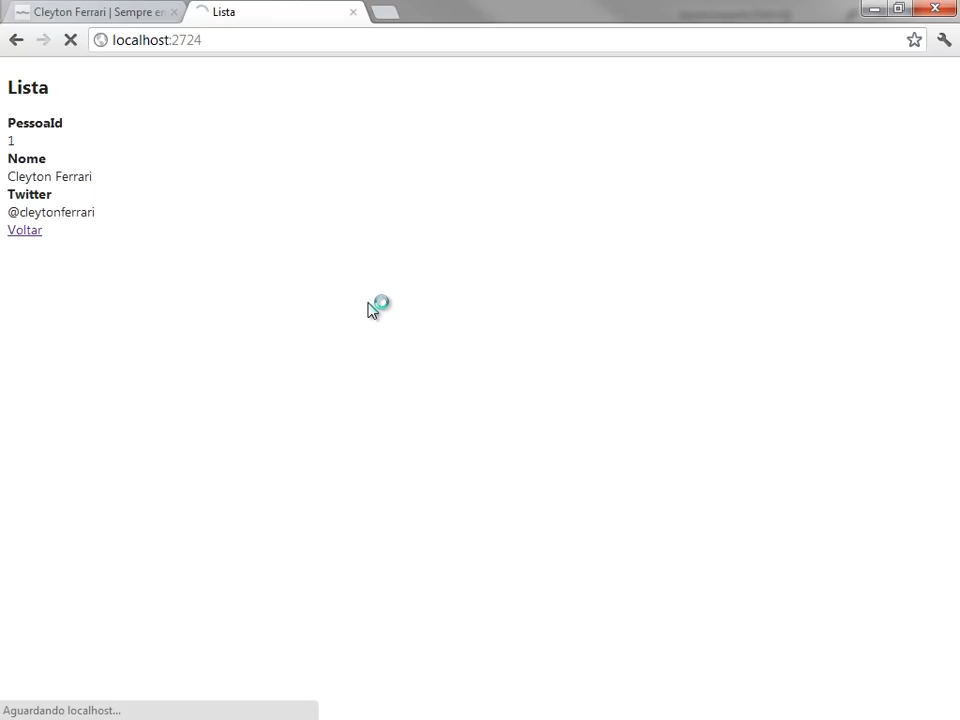 Cleyton Ferrari | Sempre en
Lista
localhost:2724
Lista
PessoaId
1
Nome
Cleyton Ferrari
Twitter
@cleytonferrari
Voltar
Aguardando localhost...